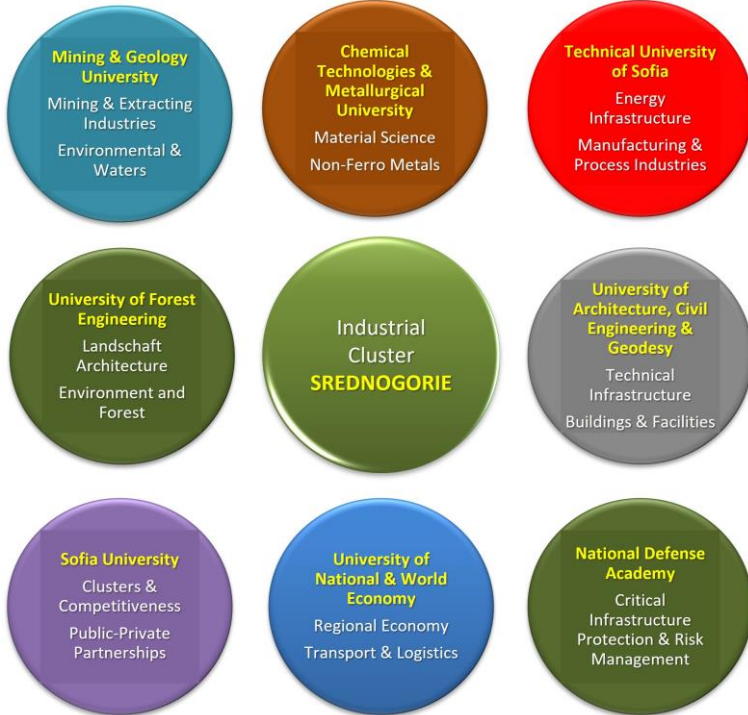 Mining & Geology
University
Mining & Extracting
Industries
Environmental &
Waters
Chemical
Technologies &
Metallurgical
University
Material Science
Non-Ferro Metals
Technical University
of Sofia
Energy
Infrastructure
Manufacturing &
Process Industries
University of Forest
Engineering
Landschaft
Architecture
Environment and
Forest
Industrial
Cluster
SREDNOGORIE
University of
Architecture, Civil
Engineering &
Geodesy
Technical
Infrastructure
Buildings & Facilities
Sofia University
Clusters &
Competitiveness
Public-Private
Partnerships
University of
National & World
Economy
Regional Economy
Transport & Logistics
National Defense
Academy
Critical
Infrastructure
Protection & Risk
Management